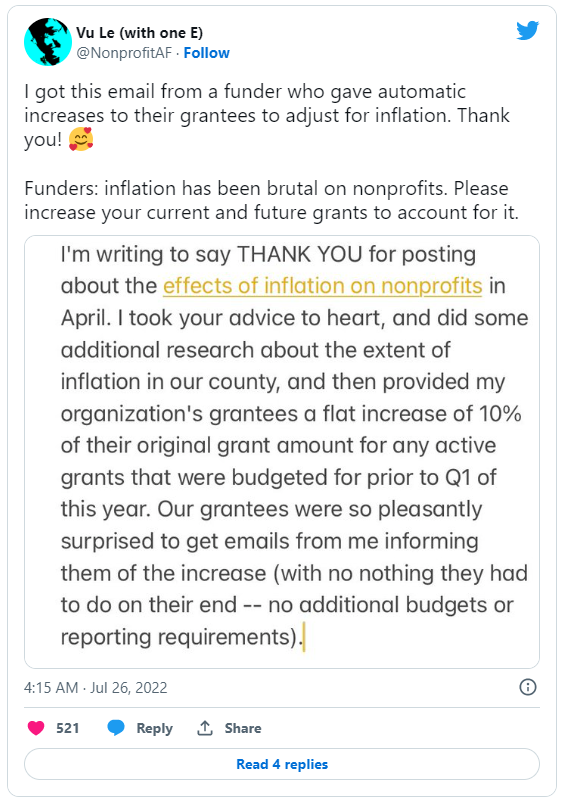 Vu Le (with one E)
@NonprofitAF · Follow
I got this email from a funder who gave automatic
increases to their grantees to adjust for inflation. Thank
you! 🥰
Funders: inflation has been brutal on nonprofits. Please
increase your current and future grants to account for it.
I'm writing to say THANK YOU for posting
about the effects of inflation on nonprofits in
April. I took your advice to heart, and did some
additional research about the extent of
inflation in our county, and then provided my
organization's grantees a flat increase of 10%
of their original grant amount for any active
grants that were budgeted for prior to Q1 of
this year. Our grantees were so pleasantly
surprised to get emails from me informing
them of the increase (with no nothing they had
to do on their end -- no additional budgets or
reporting requirements).
4:15 AM · Jul 26, 2022
521 Reply Share
Read 4 replies